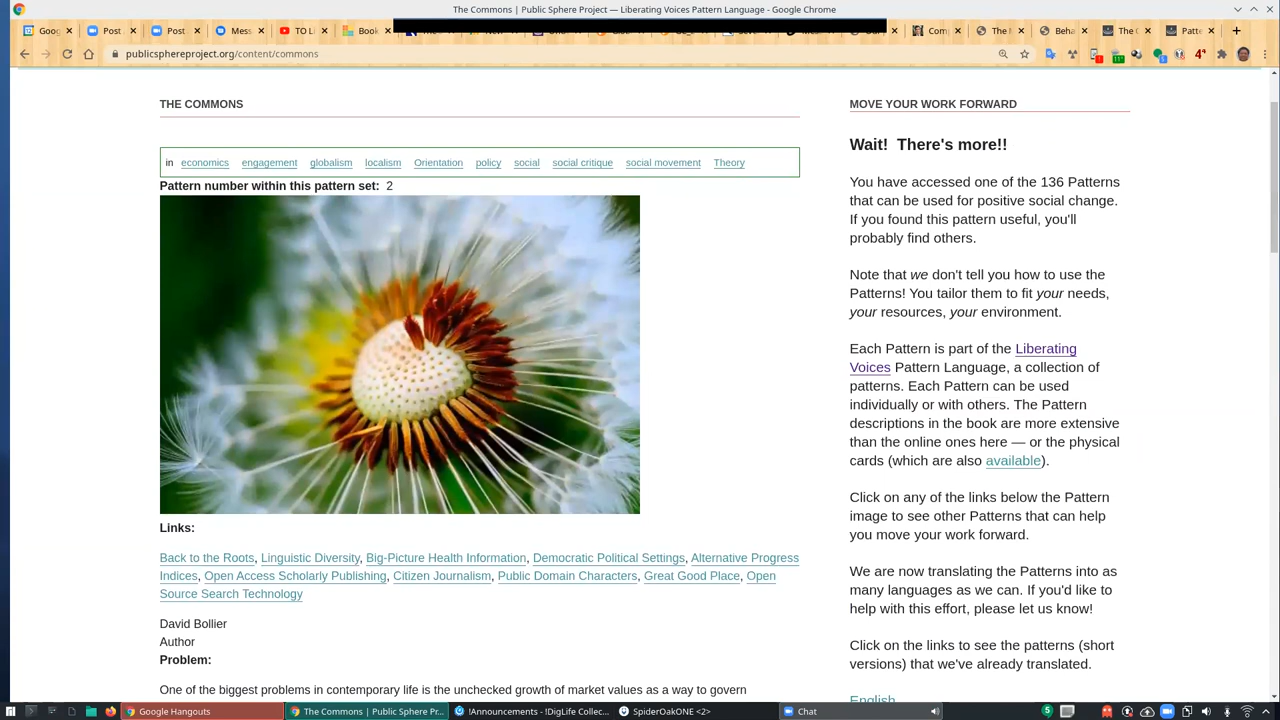 The Commons | Public Sphere Project — Liberating Voices Pattern Language - Google Chrome
Goog
Post
Post
Mess
TO Li
Book
Com
The
Beha
The
Patte
publicsphereproject.org/content/commons
THE COMMONS
in economics engagement globalism localism Orientation policy social social critique social movement Theory
Pattern number within this pattern set: 2
Links:
Back to the Roots, Linguistic Diversity, Big-Picture Health Information, Democratic Political Settings, Alternative Progress
Indices, Open Access Scholarly Publishing, Citizen Journalism, Public Domain Characters, Great Good Place, Open
Source Search Technology
David Bollier
Author
Problem:
One of the biggest problems in contemporary life is the unchecked growth of market values as a way to govern
MOVE YOUR WORK FORWARD
Wait! There's more!!
You have accessed one of the 136 Patterns
that can be used for positive social change.
If you found this pattern useful, you'll
probably find others.
Note that we don't tell you how to use the
Patterns! You tailor them to fit your needs,
your resources, your environment.
Each Pattern is part of the Liberating
Voices Pattern Language, a collection of
patterns. Each Pattern can be used
individually or with others. The Pattern
descriptions in the book are more extensive
than the online ones here — or the physical
cards (which are also available).
Click on any of the links below the Pattern
image to see other Patterns that can help
you move your work forward.
We are now translating the Patterns into as
many languages as we can. If you'd like to
help with this effort, please let us know!
Click on the links to see the patterns (short
versions) that we've already translated.
English
Google Hangouts
The Commons | Public Sphere Pr...
!Announcements - !DigLife Collec...
SpiderOakONE <2>
Chat